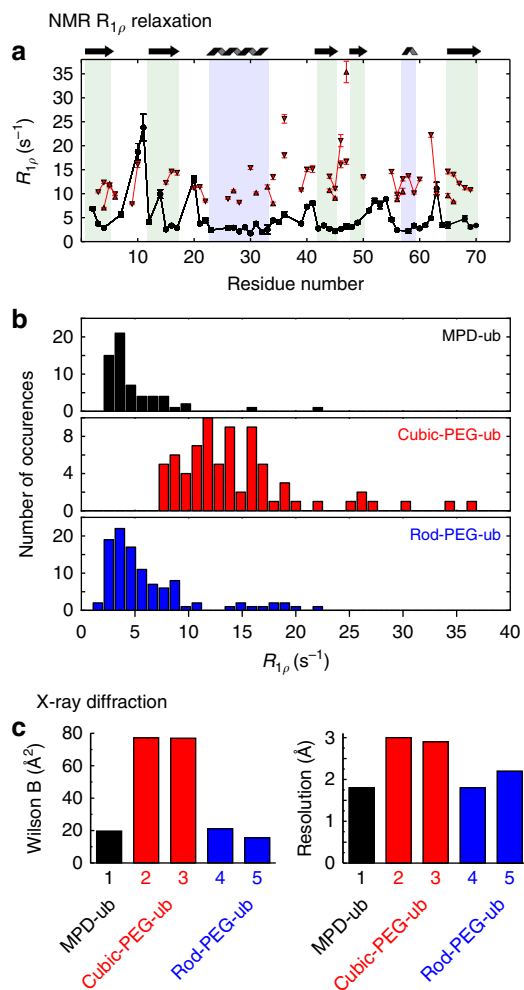 NMR R1ρ relaxation
a
35
30
25
20
15
10
5
0
R1ρ (s⁻¹)
10 20 30 40 50 60 70
Residue number
b
20
10
0
MPD-ub
8
4
0
Cubic-PEG-ub
20
10
0
Rod-PEG-ub
Number of occurences
0 5 10 15 20 25 30 35 40
R1ρ (s⁻¹)
X-ray diffraction
c
80
60
40
20
0
Wilson B (Å²)
1 2 3 4 5
MPD-ub
Cubic-PEG-ub
Rod-PEG-ub
3
2
1
0
Resolution (Å)
1 2 3 4 5
MPD-ub
Cubic-PEG-ub
Rod-PEG-ub